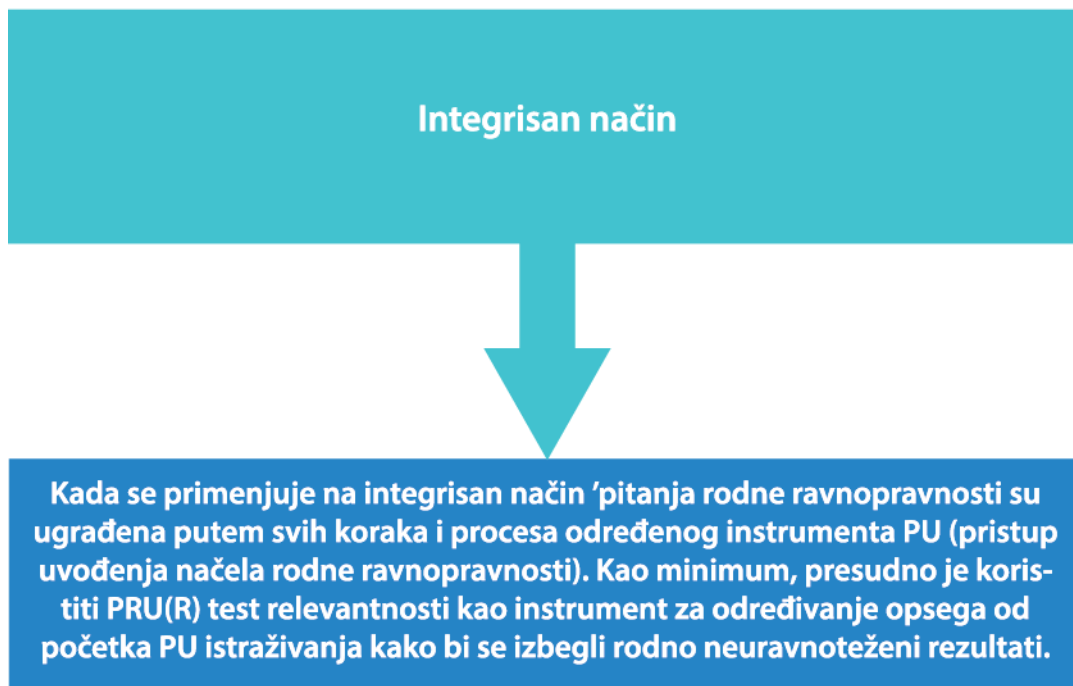 Integrisan način
Kada se primenjuje na integrisan način ’pitanja rodne ravnopravnosti su
ugrađena putem svih koraka i procesa određenog instrumenta PU (pristup
uvođenja načela rodne ravnopravnosti). Kao minimum, presudno je koris-
titi PRU(R) test relevantnosti kao instrument za određivanje opsega od
početka PU istraživanja kako bi se izbegli rodno neuravnoteženi rezultati.